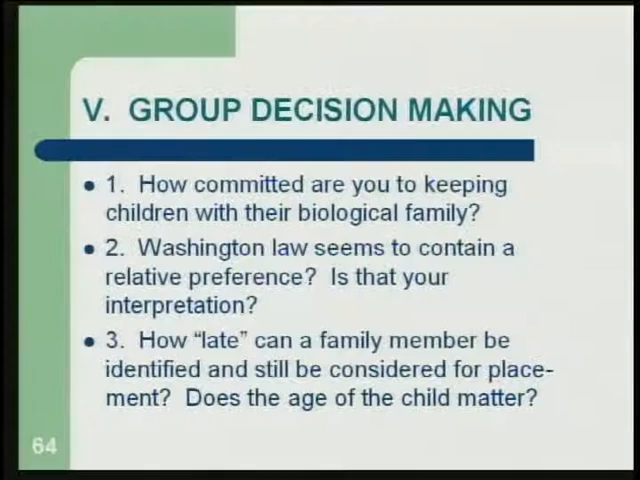 V. GROUP DECISION MAKING
● 1. How committed are you to keeping
children with their biological family?
● 2. Washington law seems to contain a
relative preference? Is that your
interpretation?
● 3. How “late” can a family member be
identified and still be considered for place-
ment? Does the age of the child matter?
64